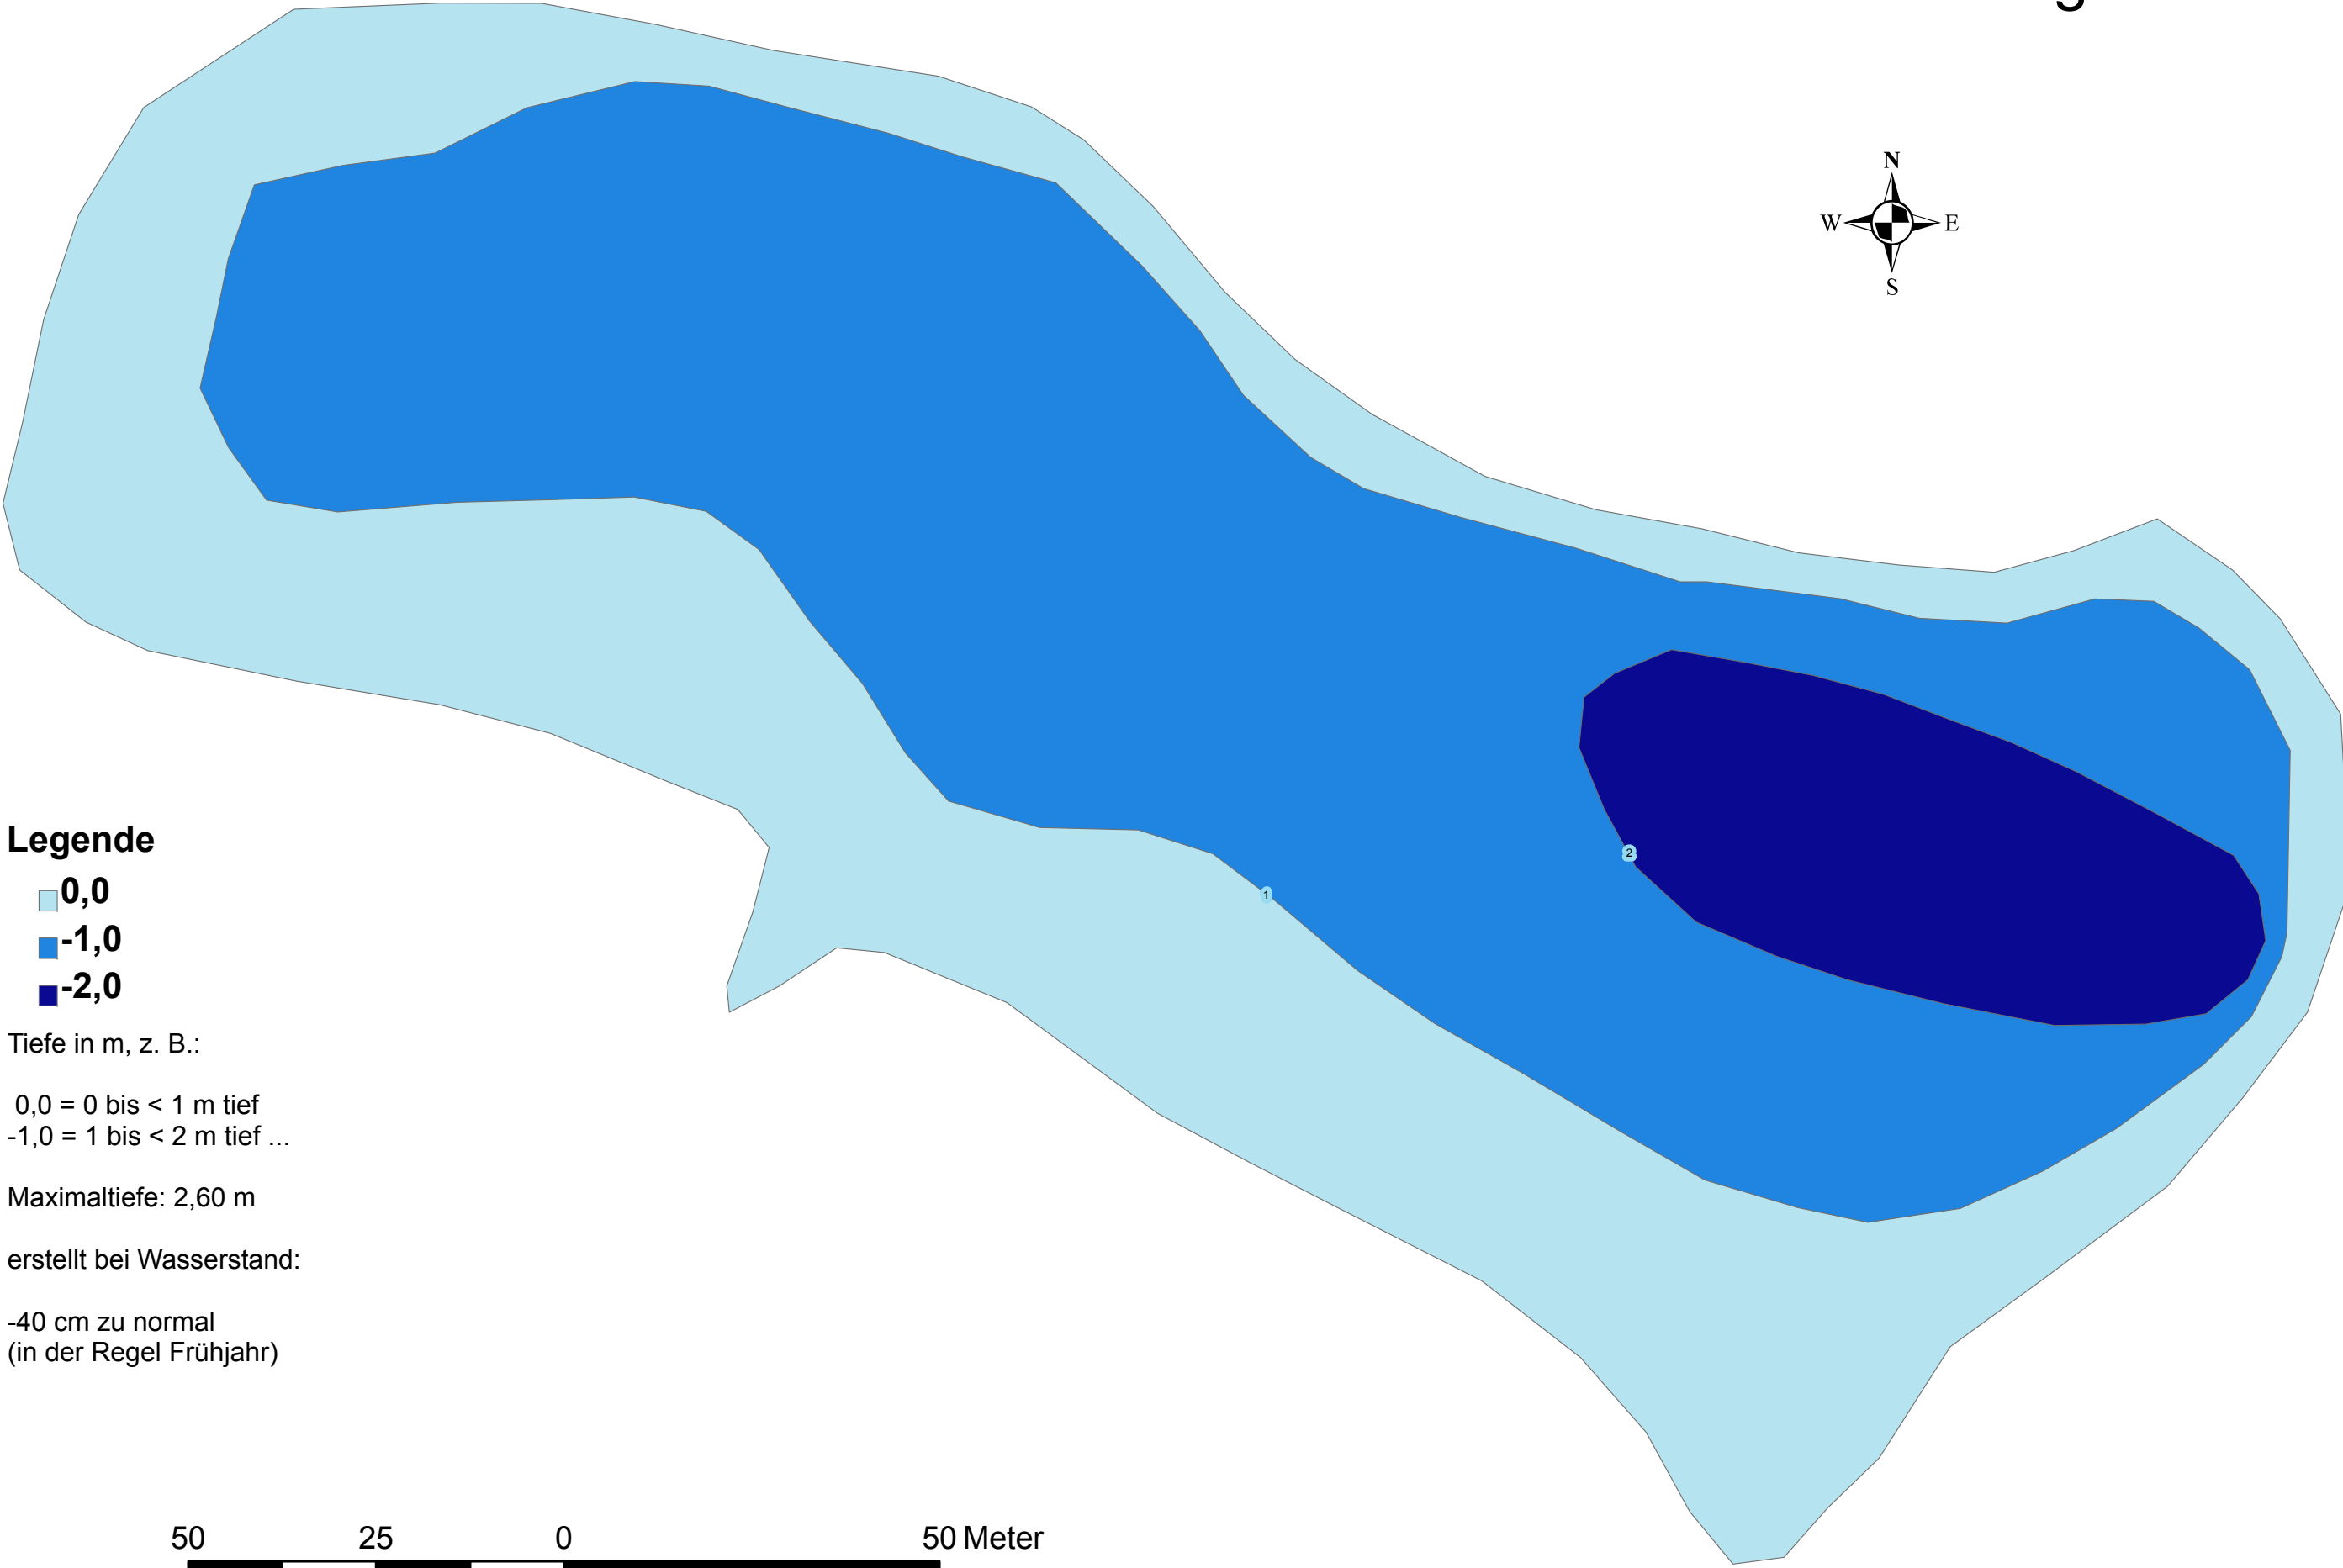 N
W E
S
2
1
Legende
0,0
-1,0
-2,0
Tiefe in m, z. B.:
0,0 = 0 bis < 1 m tief
-1,0 = 1 bis < 2 m tief ...
Maximaltiefe: 2,60 m
erstellt bei Wasserstand:
-40 cm zu normal
(in der Regel Frühjahr)
50 25 0 50 Meter